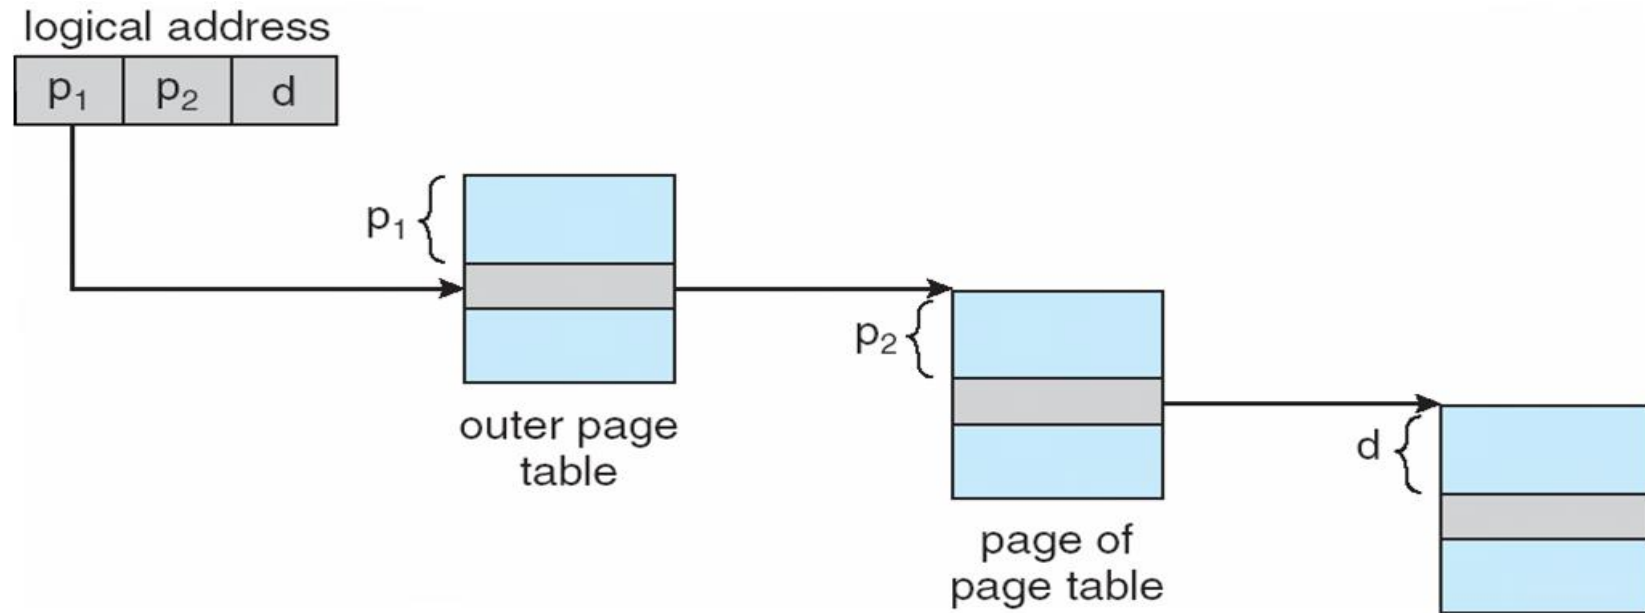 logical address
p₁ p₂ d
p₁
outer page
table
p₂
page of
page table
d